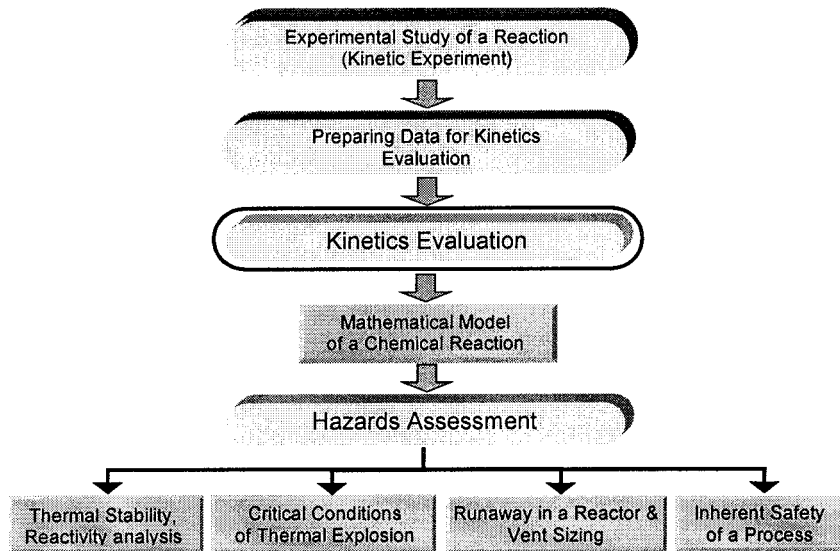 Experimental Study of a Reaction
(Kinetic Experiment)
Preparing Data for Kinetics
Evaluation
Kinetics Evaluation
Mathematical Model
of a Chemical Reaction
Hazards Assessment
Thermal Stability,
Reactivity analysis
Critical Conditions
of Thermal Explosion
Runaway in a Reactor &
Vent Sizing
Inherent Safety
of a Process